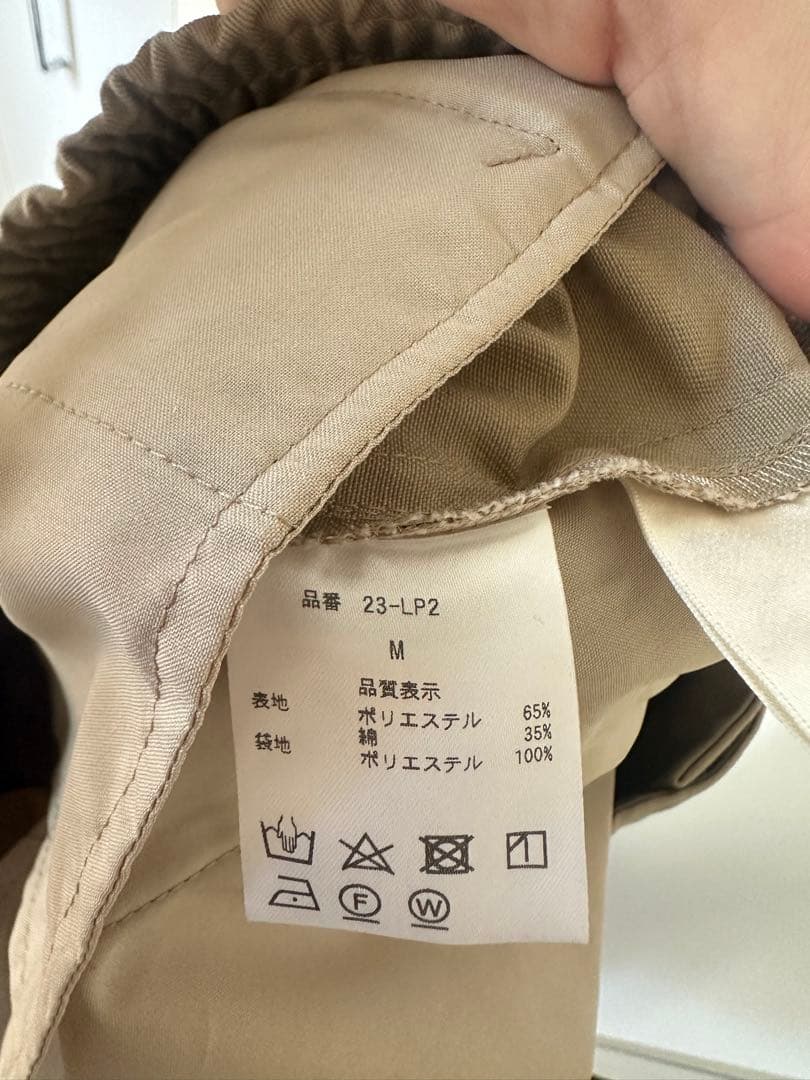 品番 23-LP2
M
品質表示
表地 ポリエステル 65%
綿 35%
袋地 ポリエステル 100%
F W